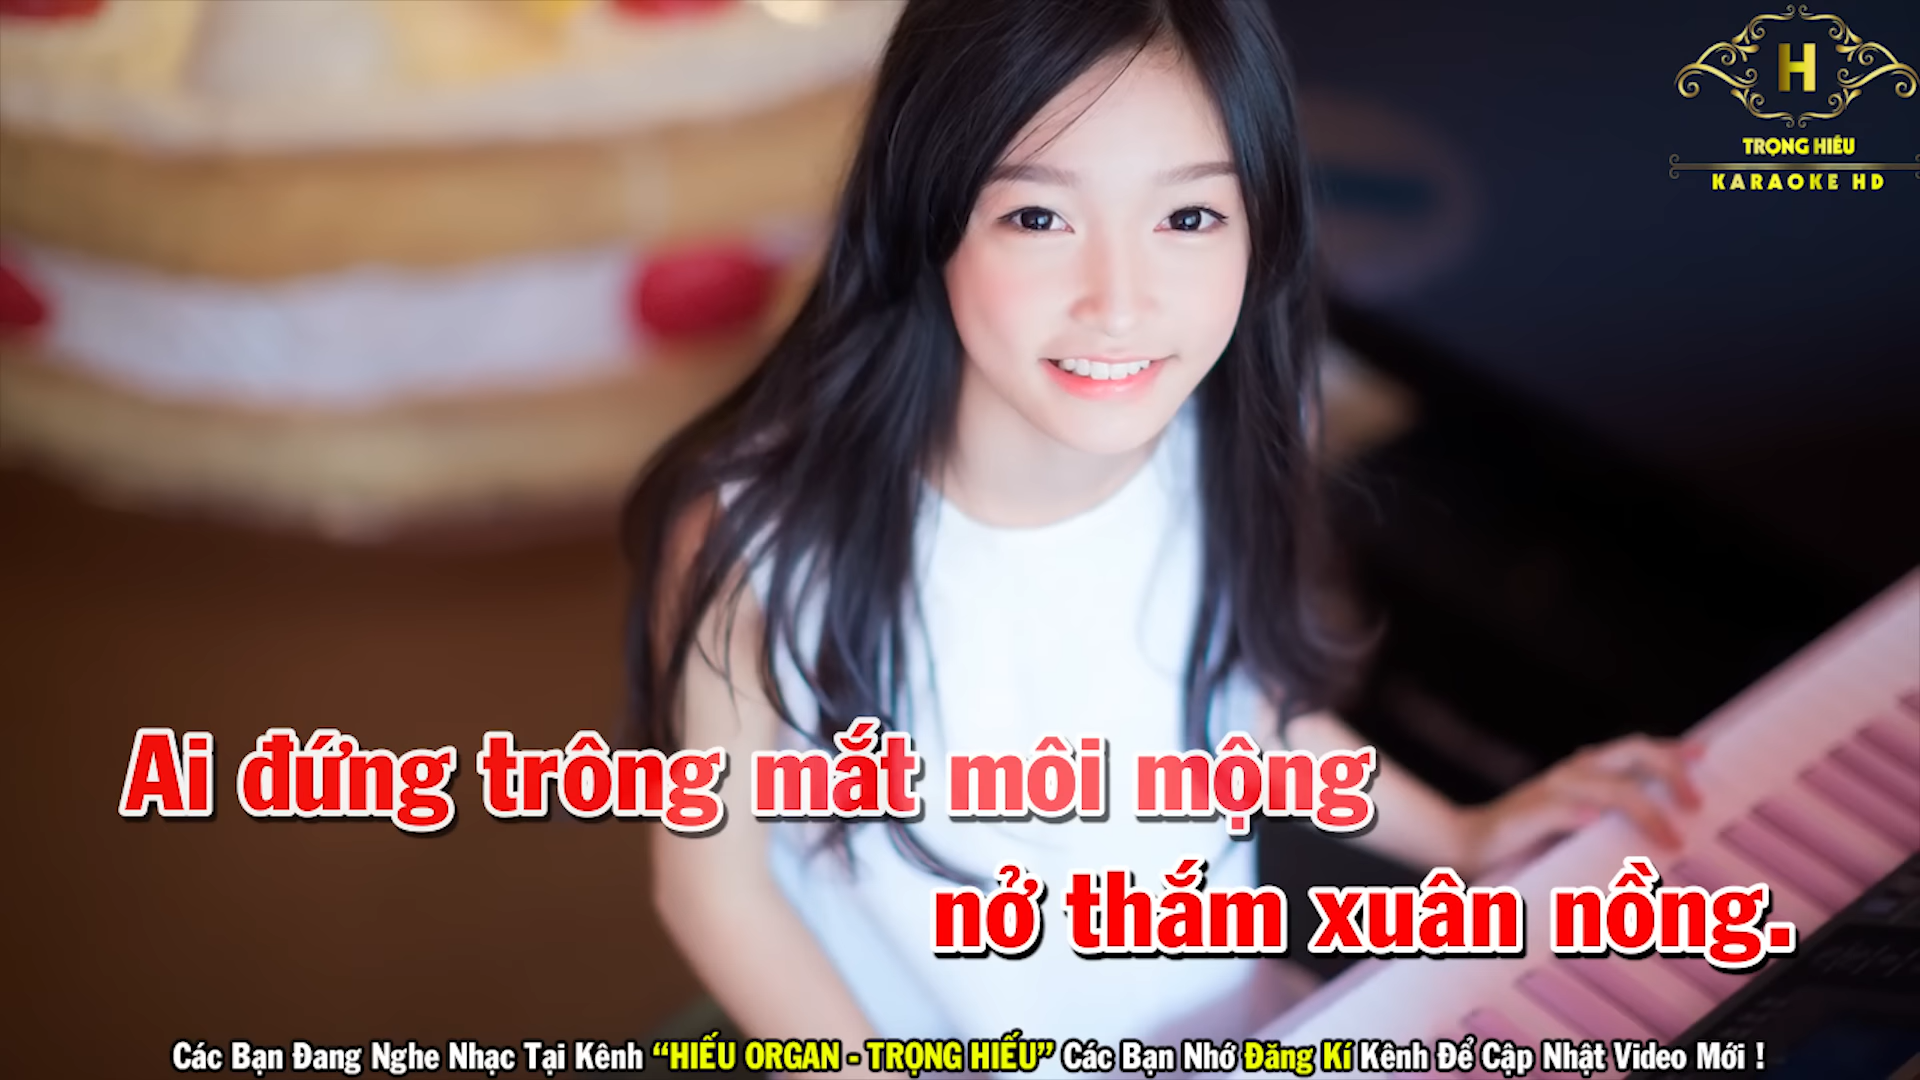 H
TRỌNG HIẾU
KARAOKE HD
Ai đứng trông mắt môi mộng
nở thắm xuân nồng.
Các Bạn Đang Nghe Nhạc Tại Kênh “HIẾU ORGAN - TRỌNG HIẾU” Các Bạn Nhớ Đăng Kí Kênh Để Cập Nhật Video Mới !